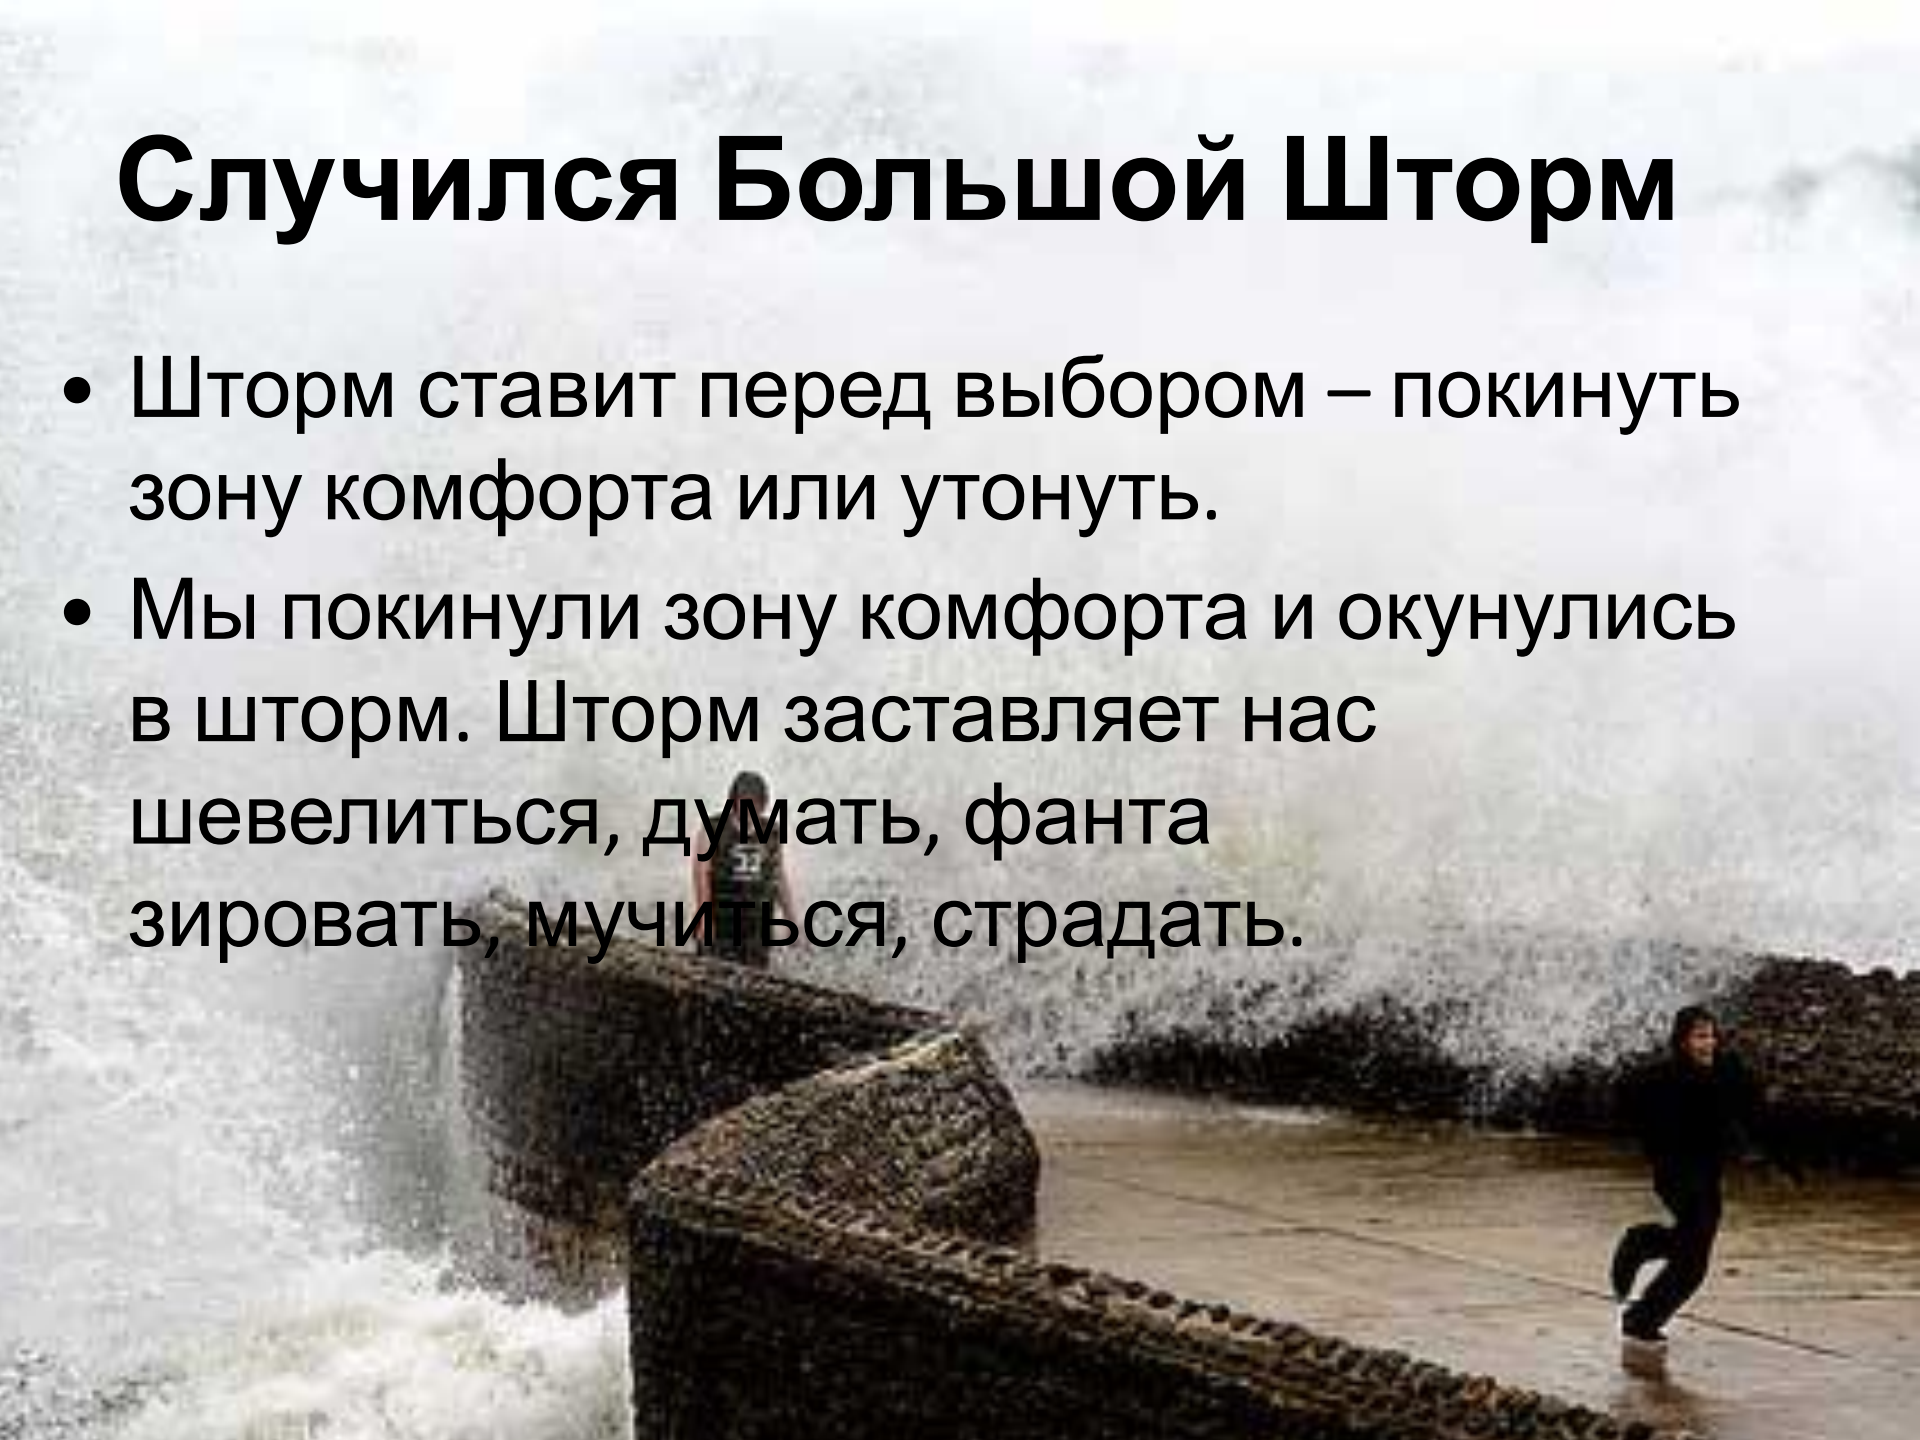 Случился Большой Шторм
• Шторм ставит перед выбором – покинуть
зону комфорта или утонуть.
• Мы покинули зону комфорта и окунулись
в шторм. Шторм заставляет нас
шевелиться, думать, фанта
зировать, мучиться, страдать.